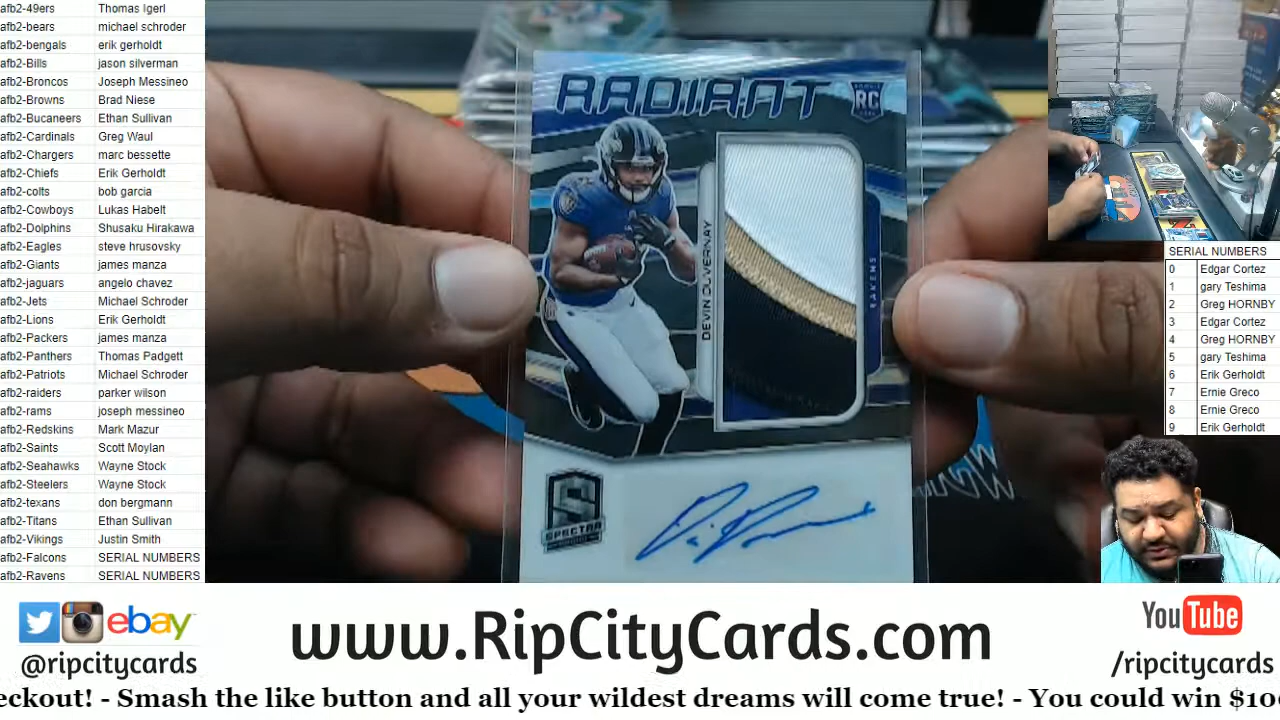 afb2-49ers Thomas Igerl
afb2-bears michael schroder
afb2-bengals erik gerholdt
afb2-Bills jason silverman
afb2-Broncos Joseph Messineo
afb2-Browns Brad Niese
afb2-Bucaneers Ethan Sullivan
afb2-Cardinals Greg Waul
afb2-Chargers marc bessette
afb2-Chiefs Erik Gerholdt
afb2-colts bob garcia
afb2-Cowboys Lukas Habelt
afb2-Dolphins Shusaku Hirakawa
afb2-Eagles steve hrusovsky
afb2-Giants james manza
afb2-jaguars angelo chavez
afb2-Jets Michael Schroder
afb2-Lions Erik Gerholdt
afb2-Packers james manza
afb2-Panthers Thomas Padgett
afb2-Patriots Michael Schroder
afb2-raiders parker wilson
afb2-rams joseph messineo
afb2-Redskins Mark Mazur
afb2-Saints Scott Moylan
afb2-Seahawks Wayne Stock
afb2-Steelers Wayne Stock
afb2-texans don bergmann
afb2-Titans Ethan Sullivan
afb2-Vikings Justin Smith
afb2-Falcons SERIAL NUMBERS
afb2-Ravens SERIAL NUMBERS
RADIANT
RC
DEVIN DUVERNAY
RAVENS
SPECTRA
SERIAL NUMBERS
0 Edgar Cortez
1 gary Teshima
2 Greg HORNBY
3 Edgar Cortez
4 Greg HORNBY
5 gary Teshima
6 Erik Gerholdt
7 Ernie Greco
8 Ernie Greco
9 Erik Gerholdt
ebay
@ripcitycards
www.RipCityCards.com
YouTube
/ripcitycards
eckout! - Smash the like button and all your wildest dreams will come true! - You could win $10